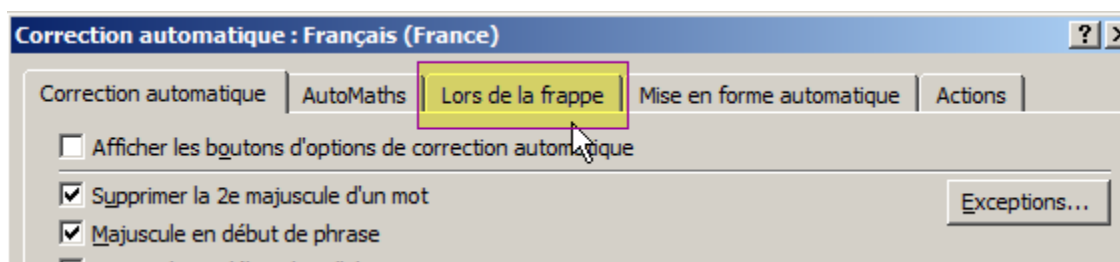 Correction automatique : Français (France)
Correction automatique AutoMaths Lors de la frappe Mise en forme automatique Actions
Afficher les boutons d'options de correction automatique
Supprimer la 2e majuscule d'un mot
Exceptions...
Majuscule en début de phrase